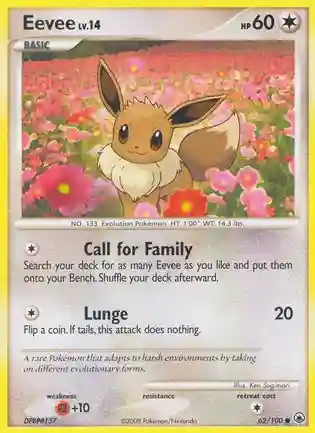 Eevee LV.14 HP 60
BASIC
NO. 133 Evolution Pokémon HT: 1'00" WT: 14.3 lbs.
Call for Family
Search your deck for as many Eevee as you like and put them
onto your Bench. Shuffle your deck afterward.
Lunge 20
Flip a coin. If tails, this attack does nothing.
A rare Pokémon that adapts to harsh environments by taking
on different evolutionary forms.
Illus. Ken Sugimori
weakness resistance retreat cost
+10
DPBP#157 ©2008 Pokémon/Nintendo 62/100